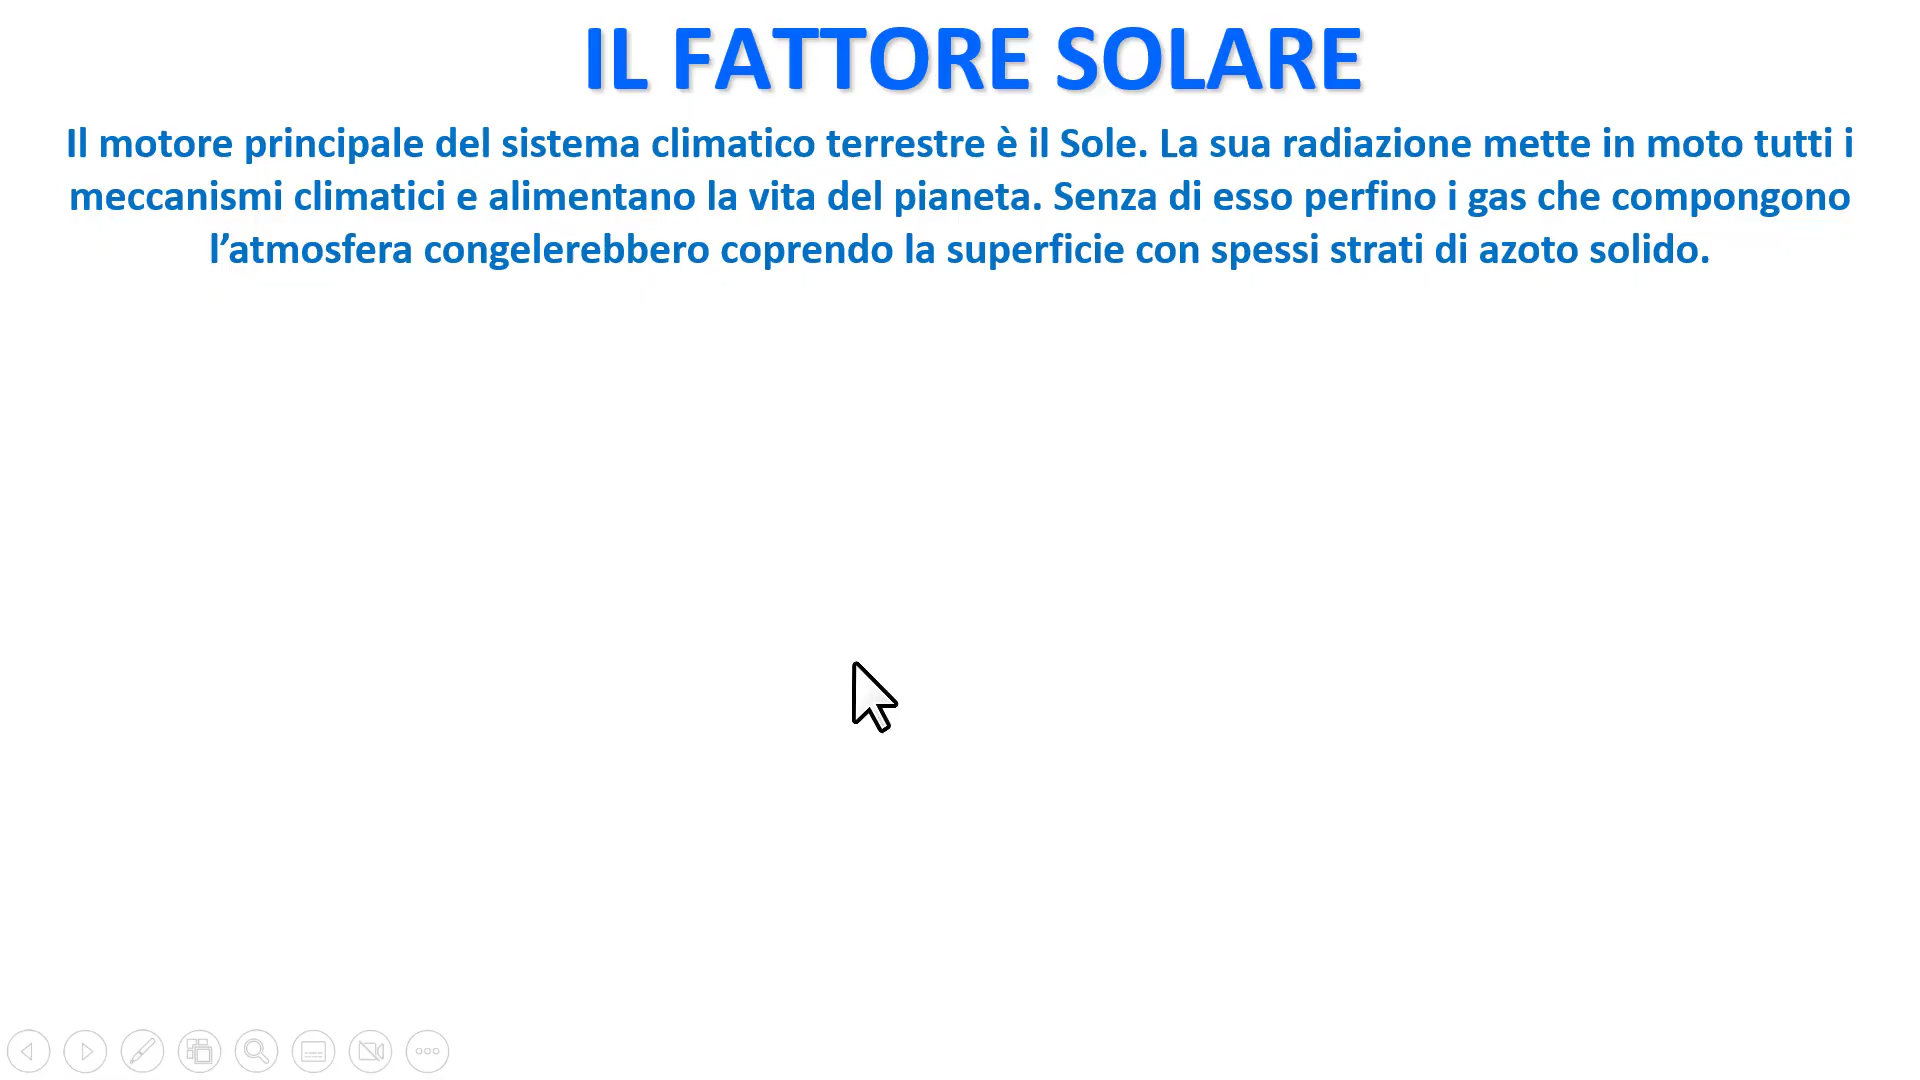 IL FATTORE SOLARE
Il motore principale del sistema climatico terrestre è il Sole. La sua radiazione mette in moto tutti i
meccanismi climatici e alimentano la vita del pianeta. Senza di esso perfino i gas che compongono
l’atmosfera congelerebbero coprendo la superficie con spessi strati di azoto solido.